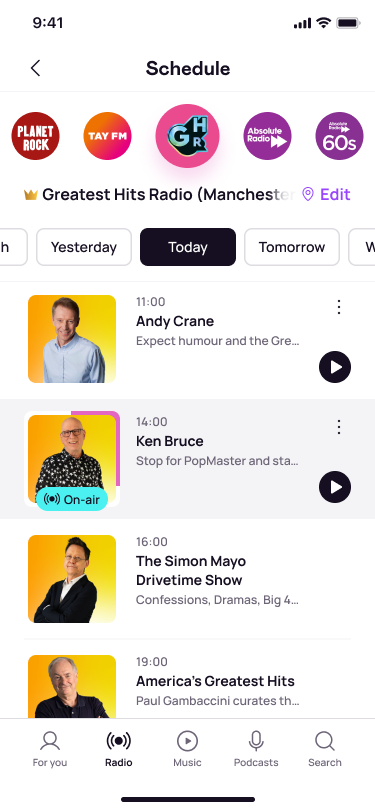 9:41
Schedule
PLANET ROCK
TAY FM
GHR
Absolute Radio
Absolute Radio 60s
Greatest Hits Radio (Manchester
Edit
h
Yesterday
Today
Tomorrow
W
11:00
Andy Crane
Expect humour and the Gre...
14:00
Ken Bruce
Stop for PopMaster and sta...
On-air
16:00
The Simon Mayo
Drivetime Show
Confessions, Dramas, Big 4...
19:00
America's Greatest Hits
Paul Gambaccini curates th...
For you
Radio
Music
Podcasts
Search